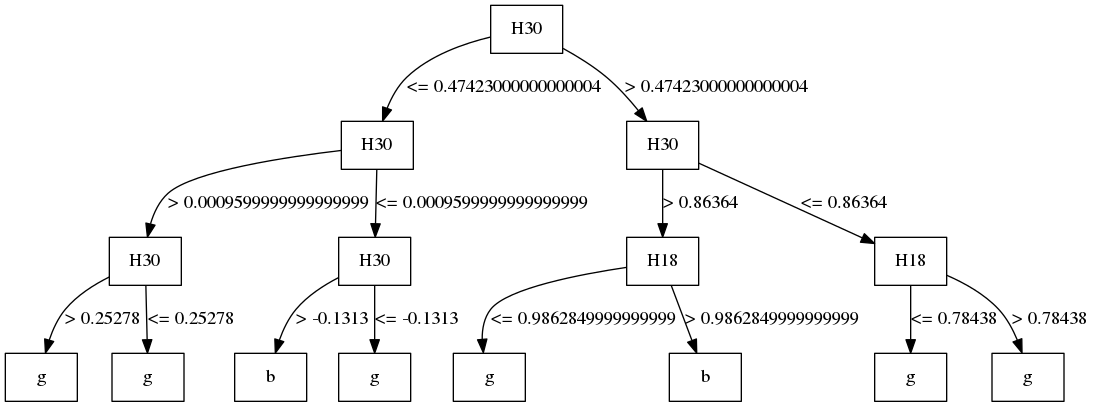 H30
<= 0.47423000000000004
> 0.47423000000000004
H30
H30
> 0.0009599999999999999
<= 0.0009599999999999999
> 0.86364
<= 0.86364
H30
H30
H18
H18
> 0.25278
<= 0.25278
> -0.1313
<= -0.1313
<= 0.9862849999999999
> 0.9862849999999999
<= 0.78438
> 0.78438
g
g
b
g
g
b
g
g